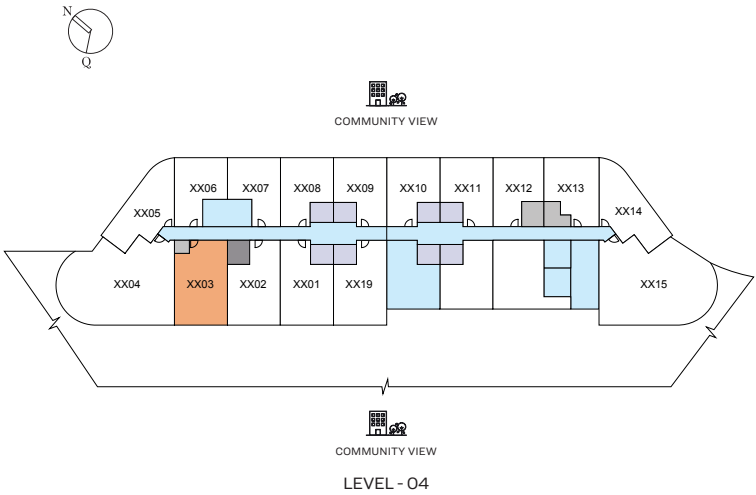 N
Q
COMMUNITY VIEW
XX06 XX07 XX08 XX09 XX10 XX11 XX12 XX13
XX05 XX14
XX04 XX03 XX02 XX01 XX19 XX15
COMMUNITY VIEW
LEVEL - 04